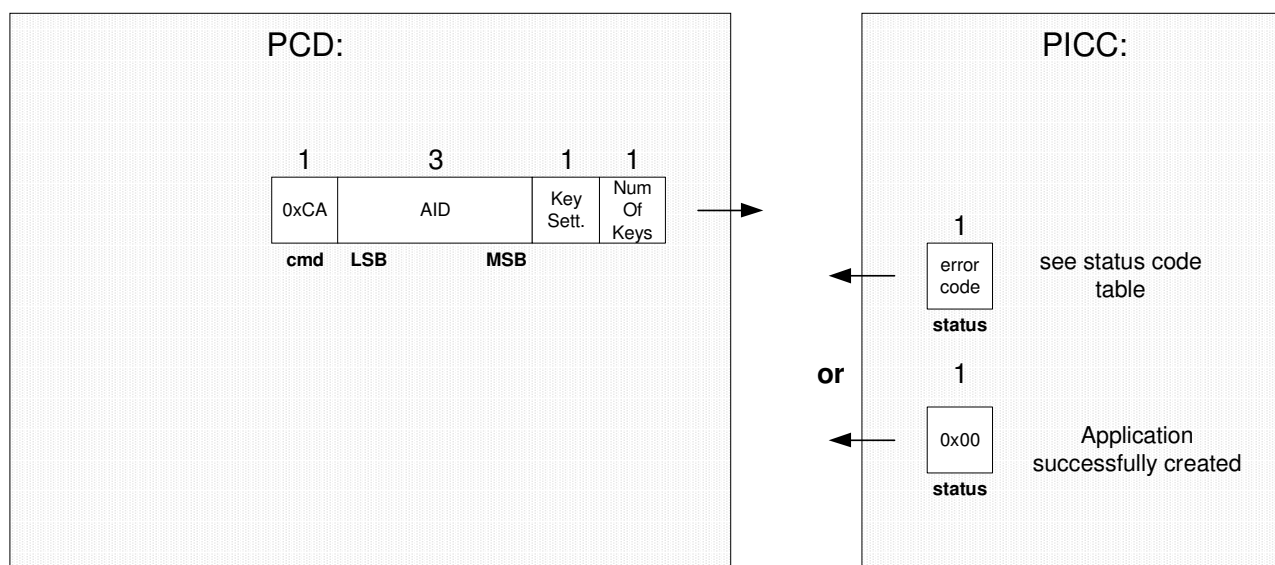 PCD:
PICC:
1 3 1 1
0xCA
AID
Key
Sett.
Num
Of
Keys
cmd LSB MSB
1
error
code
see status code
table
status
or
1
0x00
Application
successfully created
status